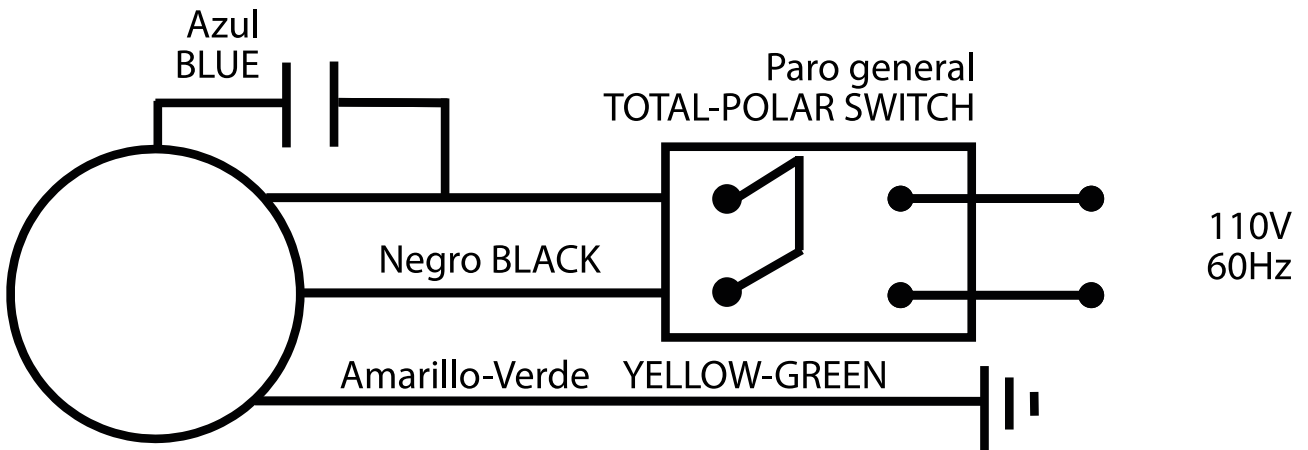 Azul
BLUE
Paro general
TOTAL-POLAR SWITCH
110V
60Hz
Negro BLACK
Amarillo-Verde YELLOW-GREEN